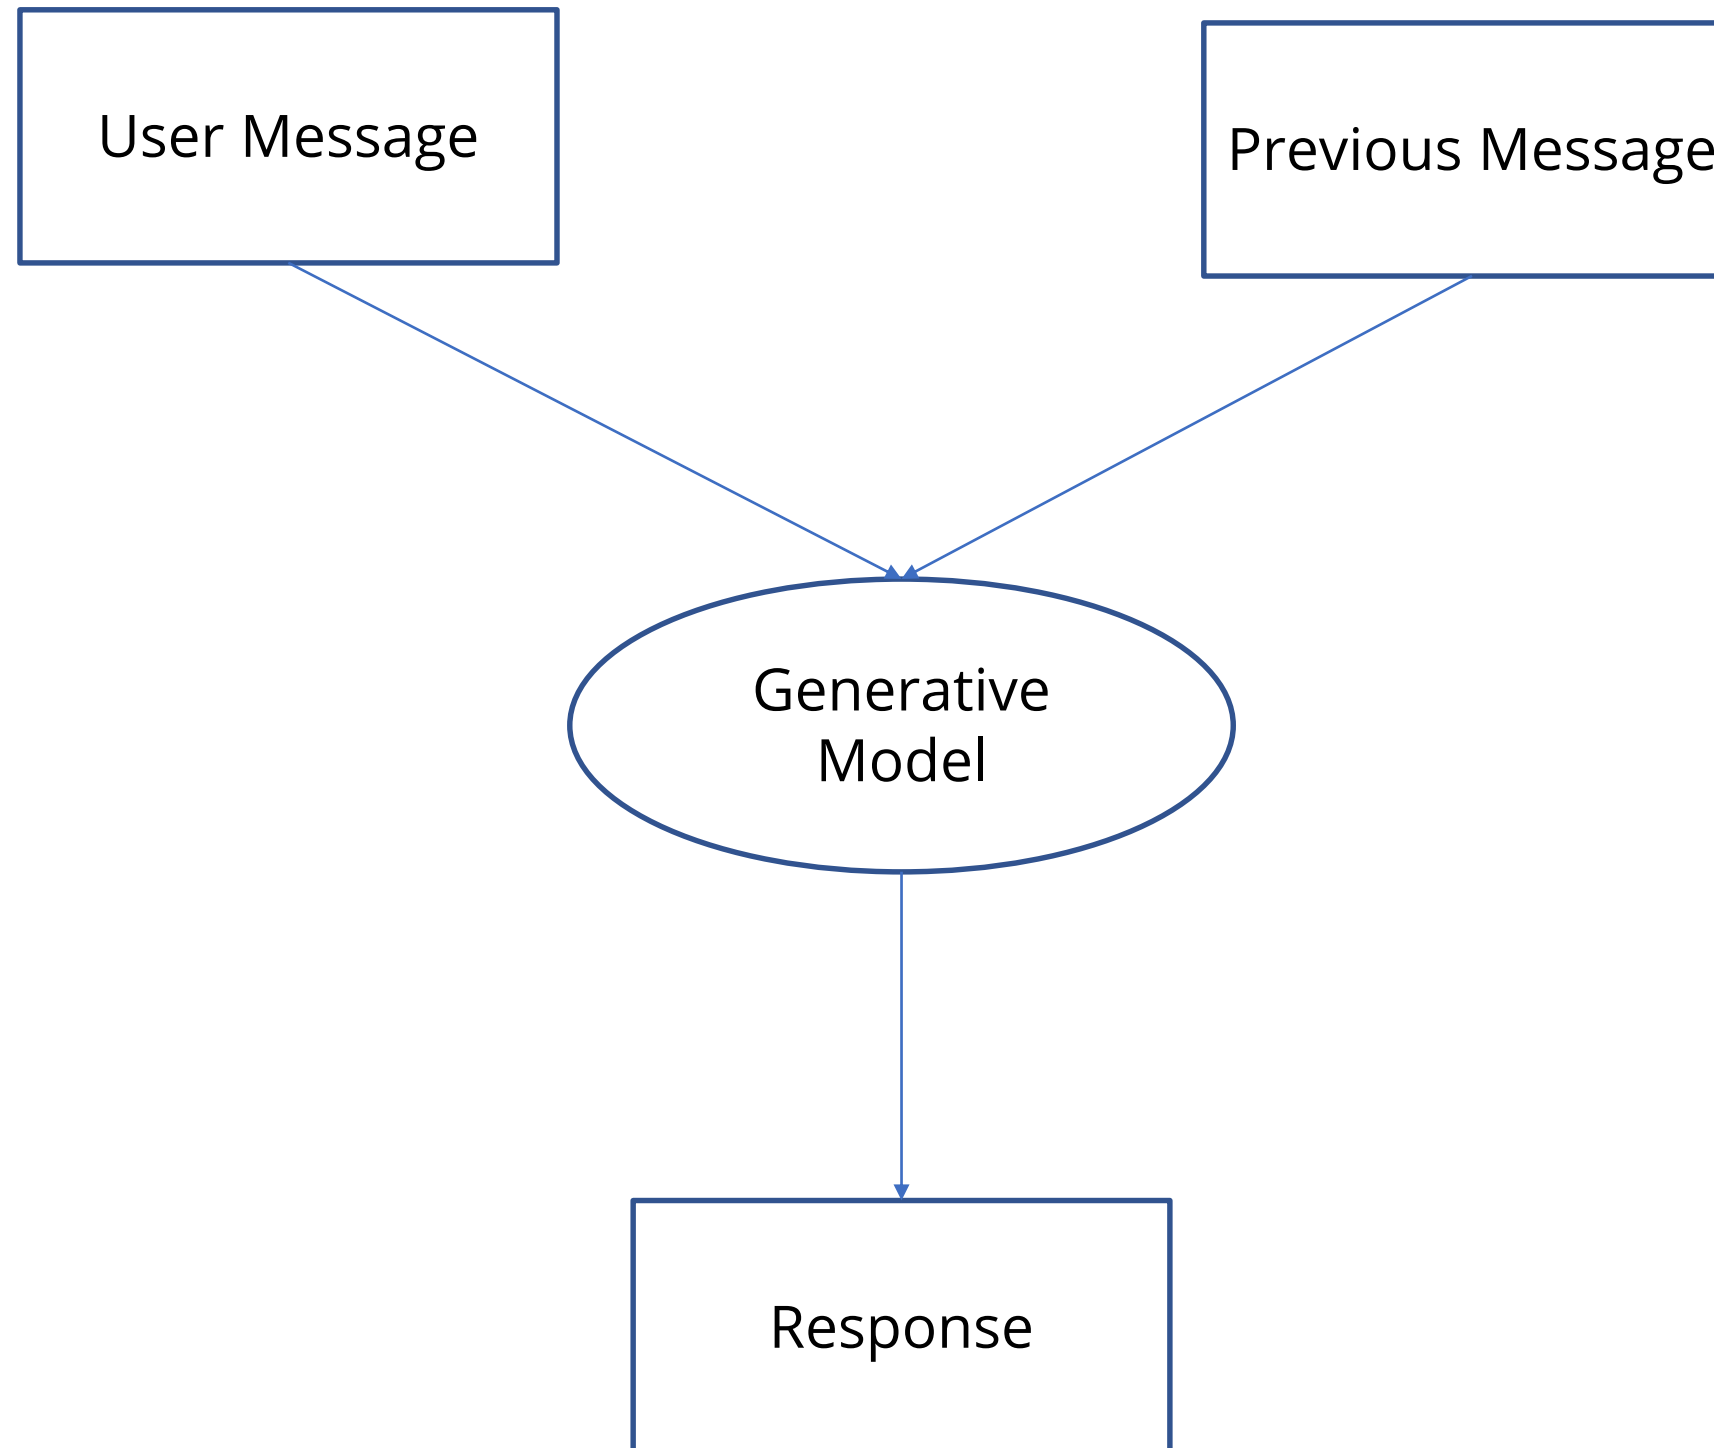 User Message
Previous Message
Generative
Model
Response